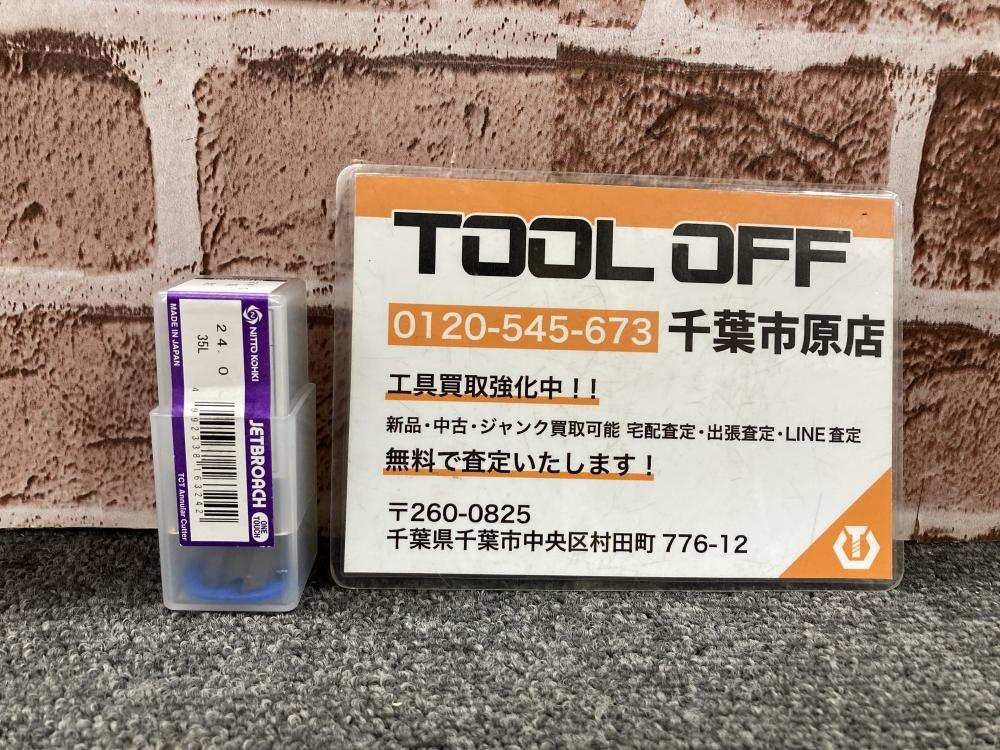 NITTO KOHKI
JETBROACH
ONE TOUCH
24. 0
35L
4 992338 163242
MADE IN JAPAN
TCT Annular Cutter
TOOL OFF
0120-545-673 千葉市原店
工具買取強化中!!
新品・中古・ジャンク買取可能 宅配査定・出張査定・LINE査定
無料で査定いたします!
〒260-0825
千葉県千葉市中央区村田町 776-12